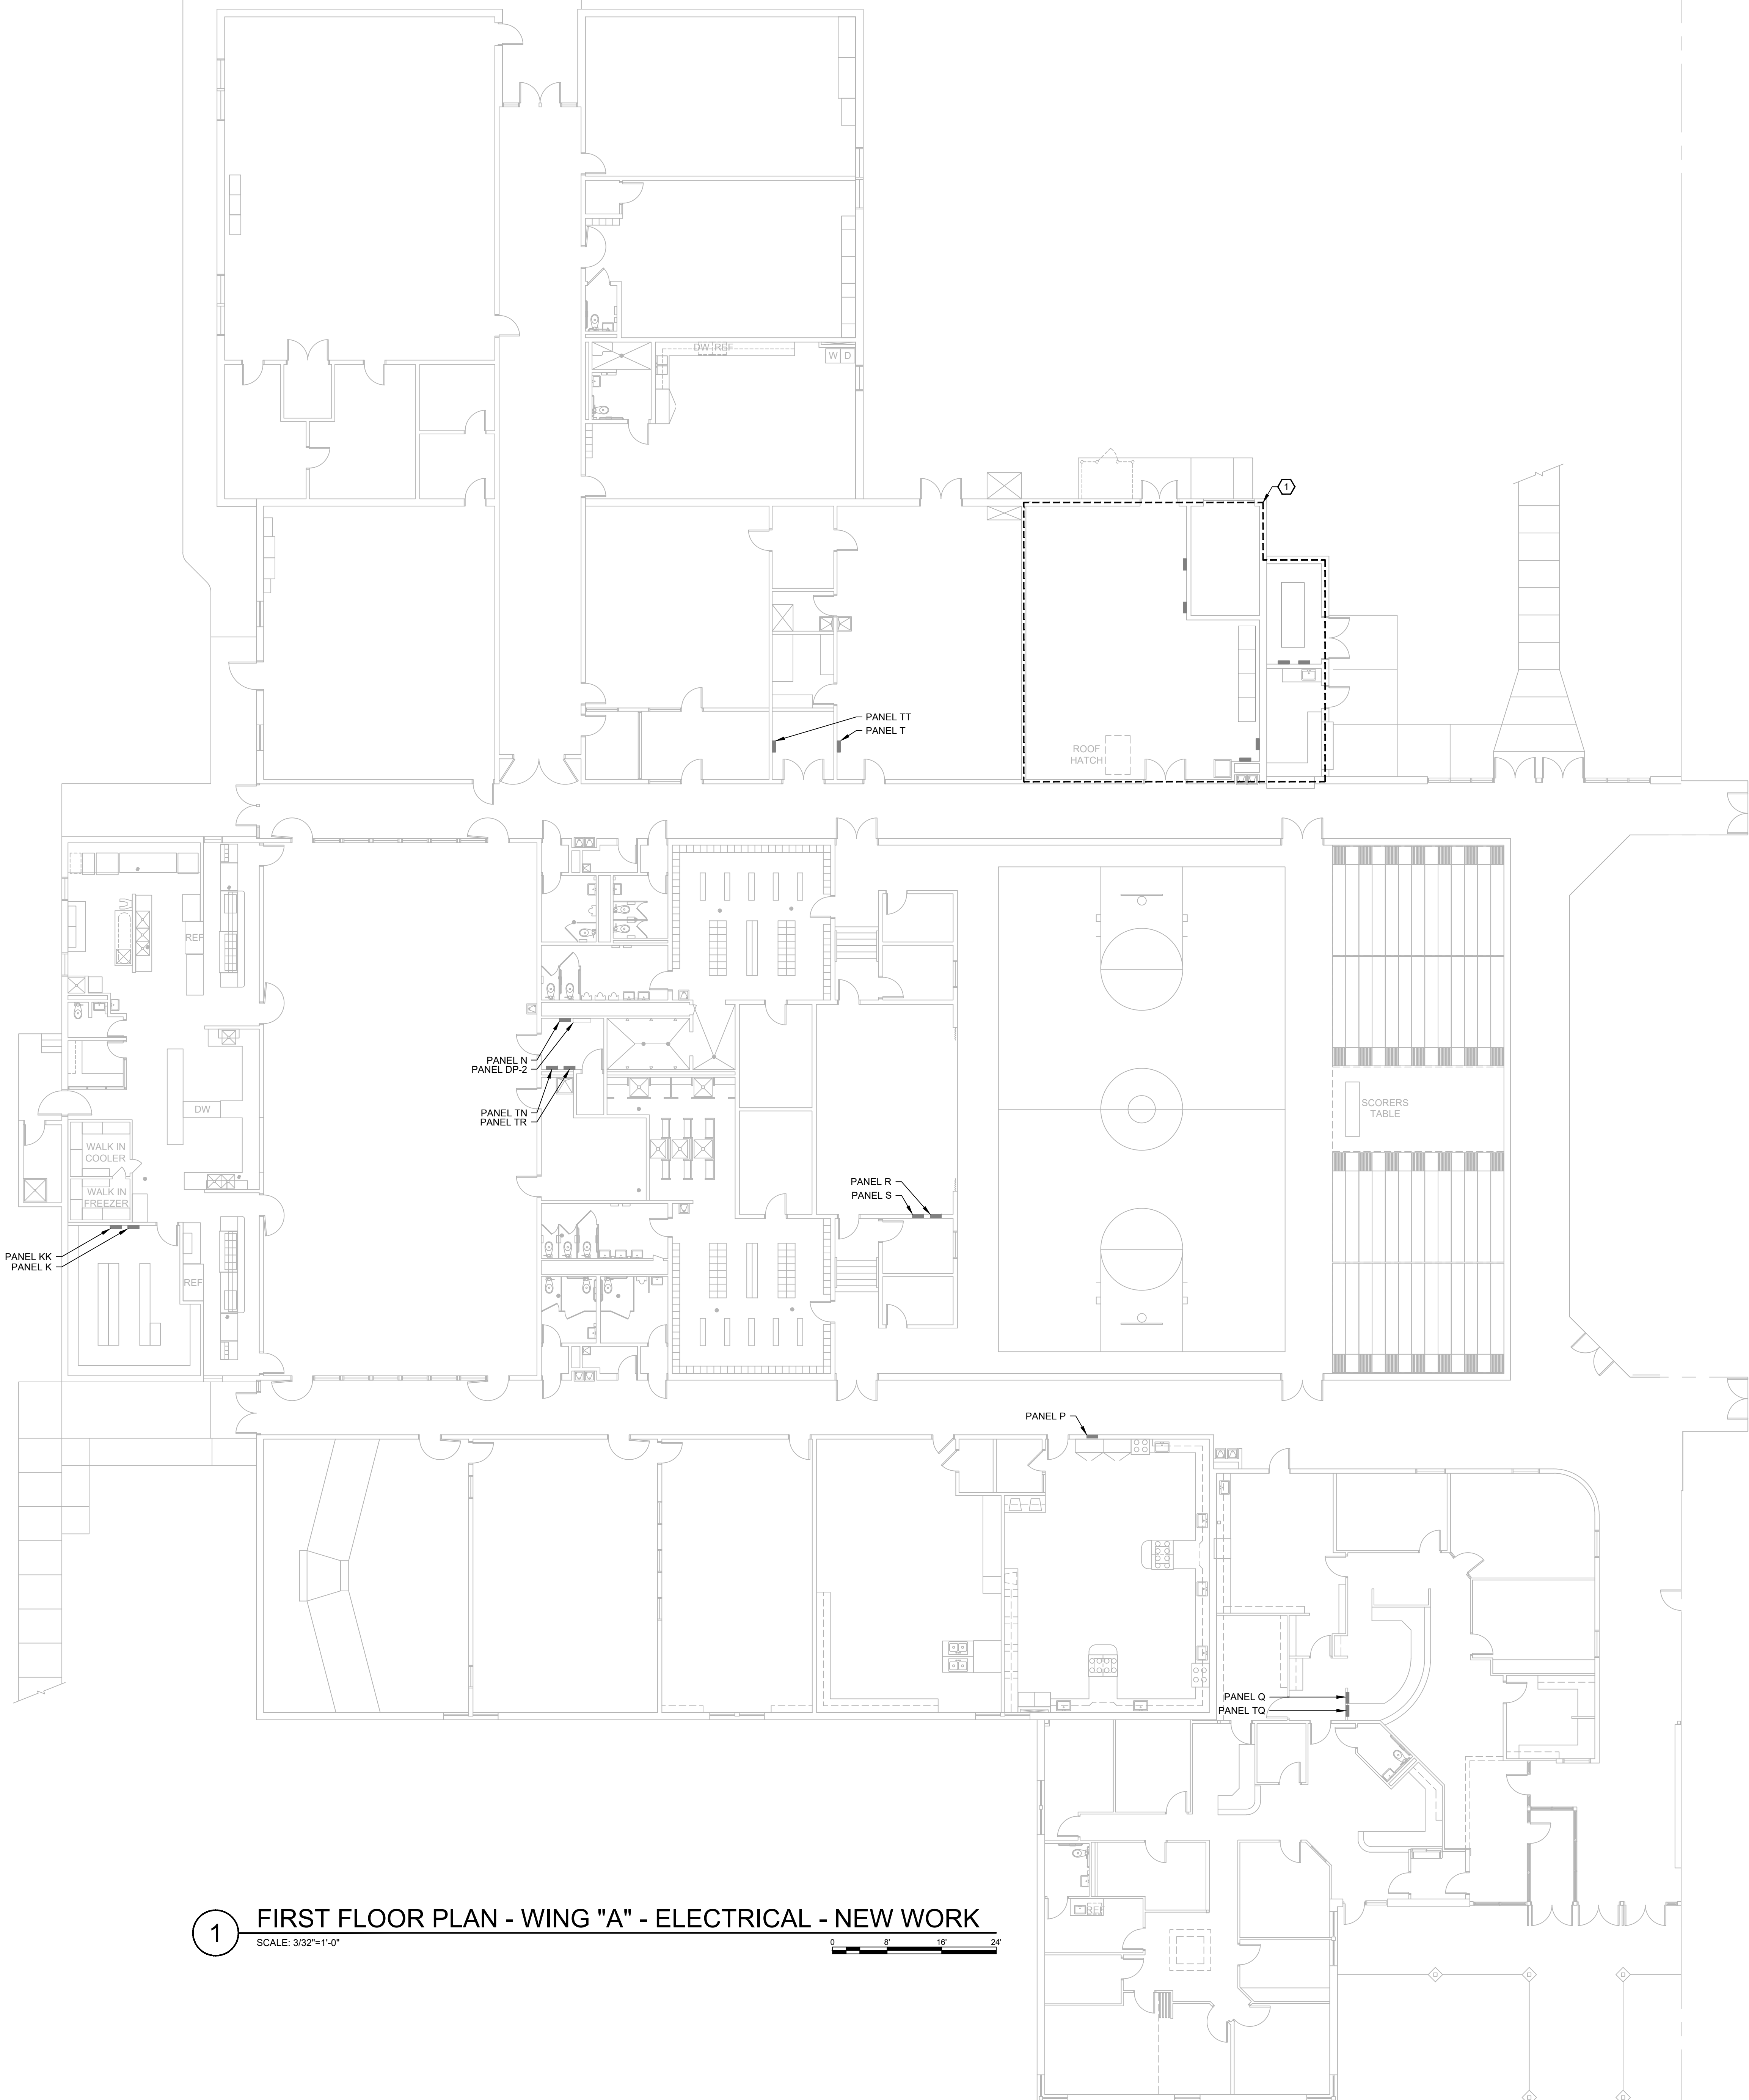 DW REF
W D
1
PANEL TT
PANEL T
ROOF
HATCH
REF
PANEL N
PANEL DP-2
PANEL TN
PANEL TR
DW
SCORERS
TABLE
WALK IN
COOLER
WALK IN
FREEZER
PANEL R
PANEL S
PANEL KK
PANEL K
REF
PANEL P
PANEL Q
PANEL TQ
REF
1
FIRST FLOOR PLAN - WING "A" - ELECTRICAL - NEW WORK
SCALE: 3/32"=1'-0"
0 8' 16' 24'